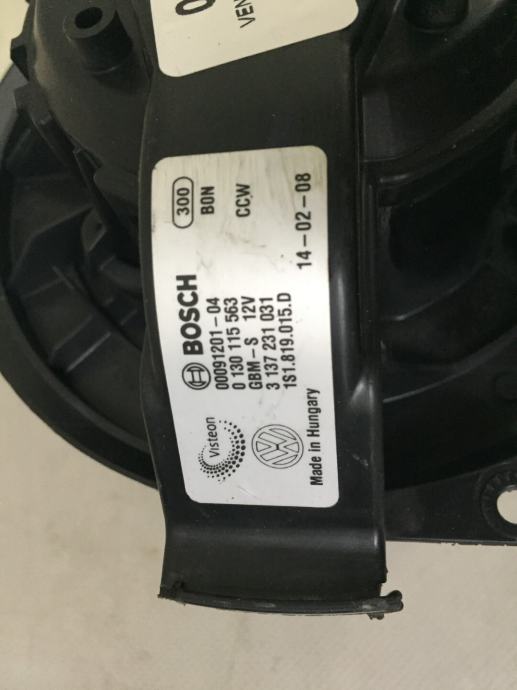 VEN
Visteon
BOSCH
300
00091201-04
BON
0 130 115 563
GBM-S 12V
CCW
3 137 231 031
1S1.819.015.D
Made in Hungary
14-02-08